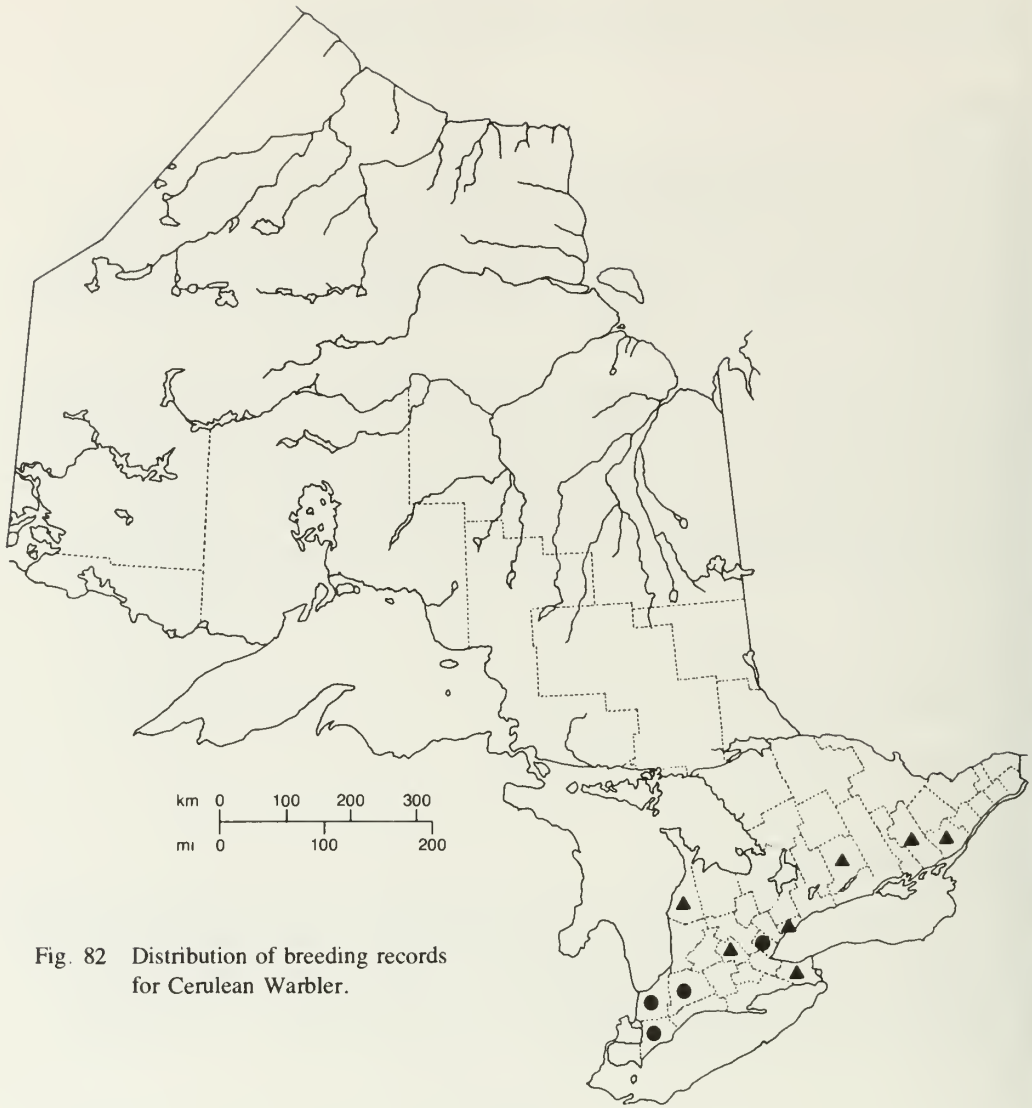 km 0 100 200 300
mi 0 100 200
Fig. 82 Distribution of breeding records
for Cerulean Warbler.